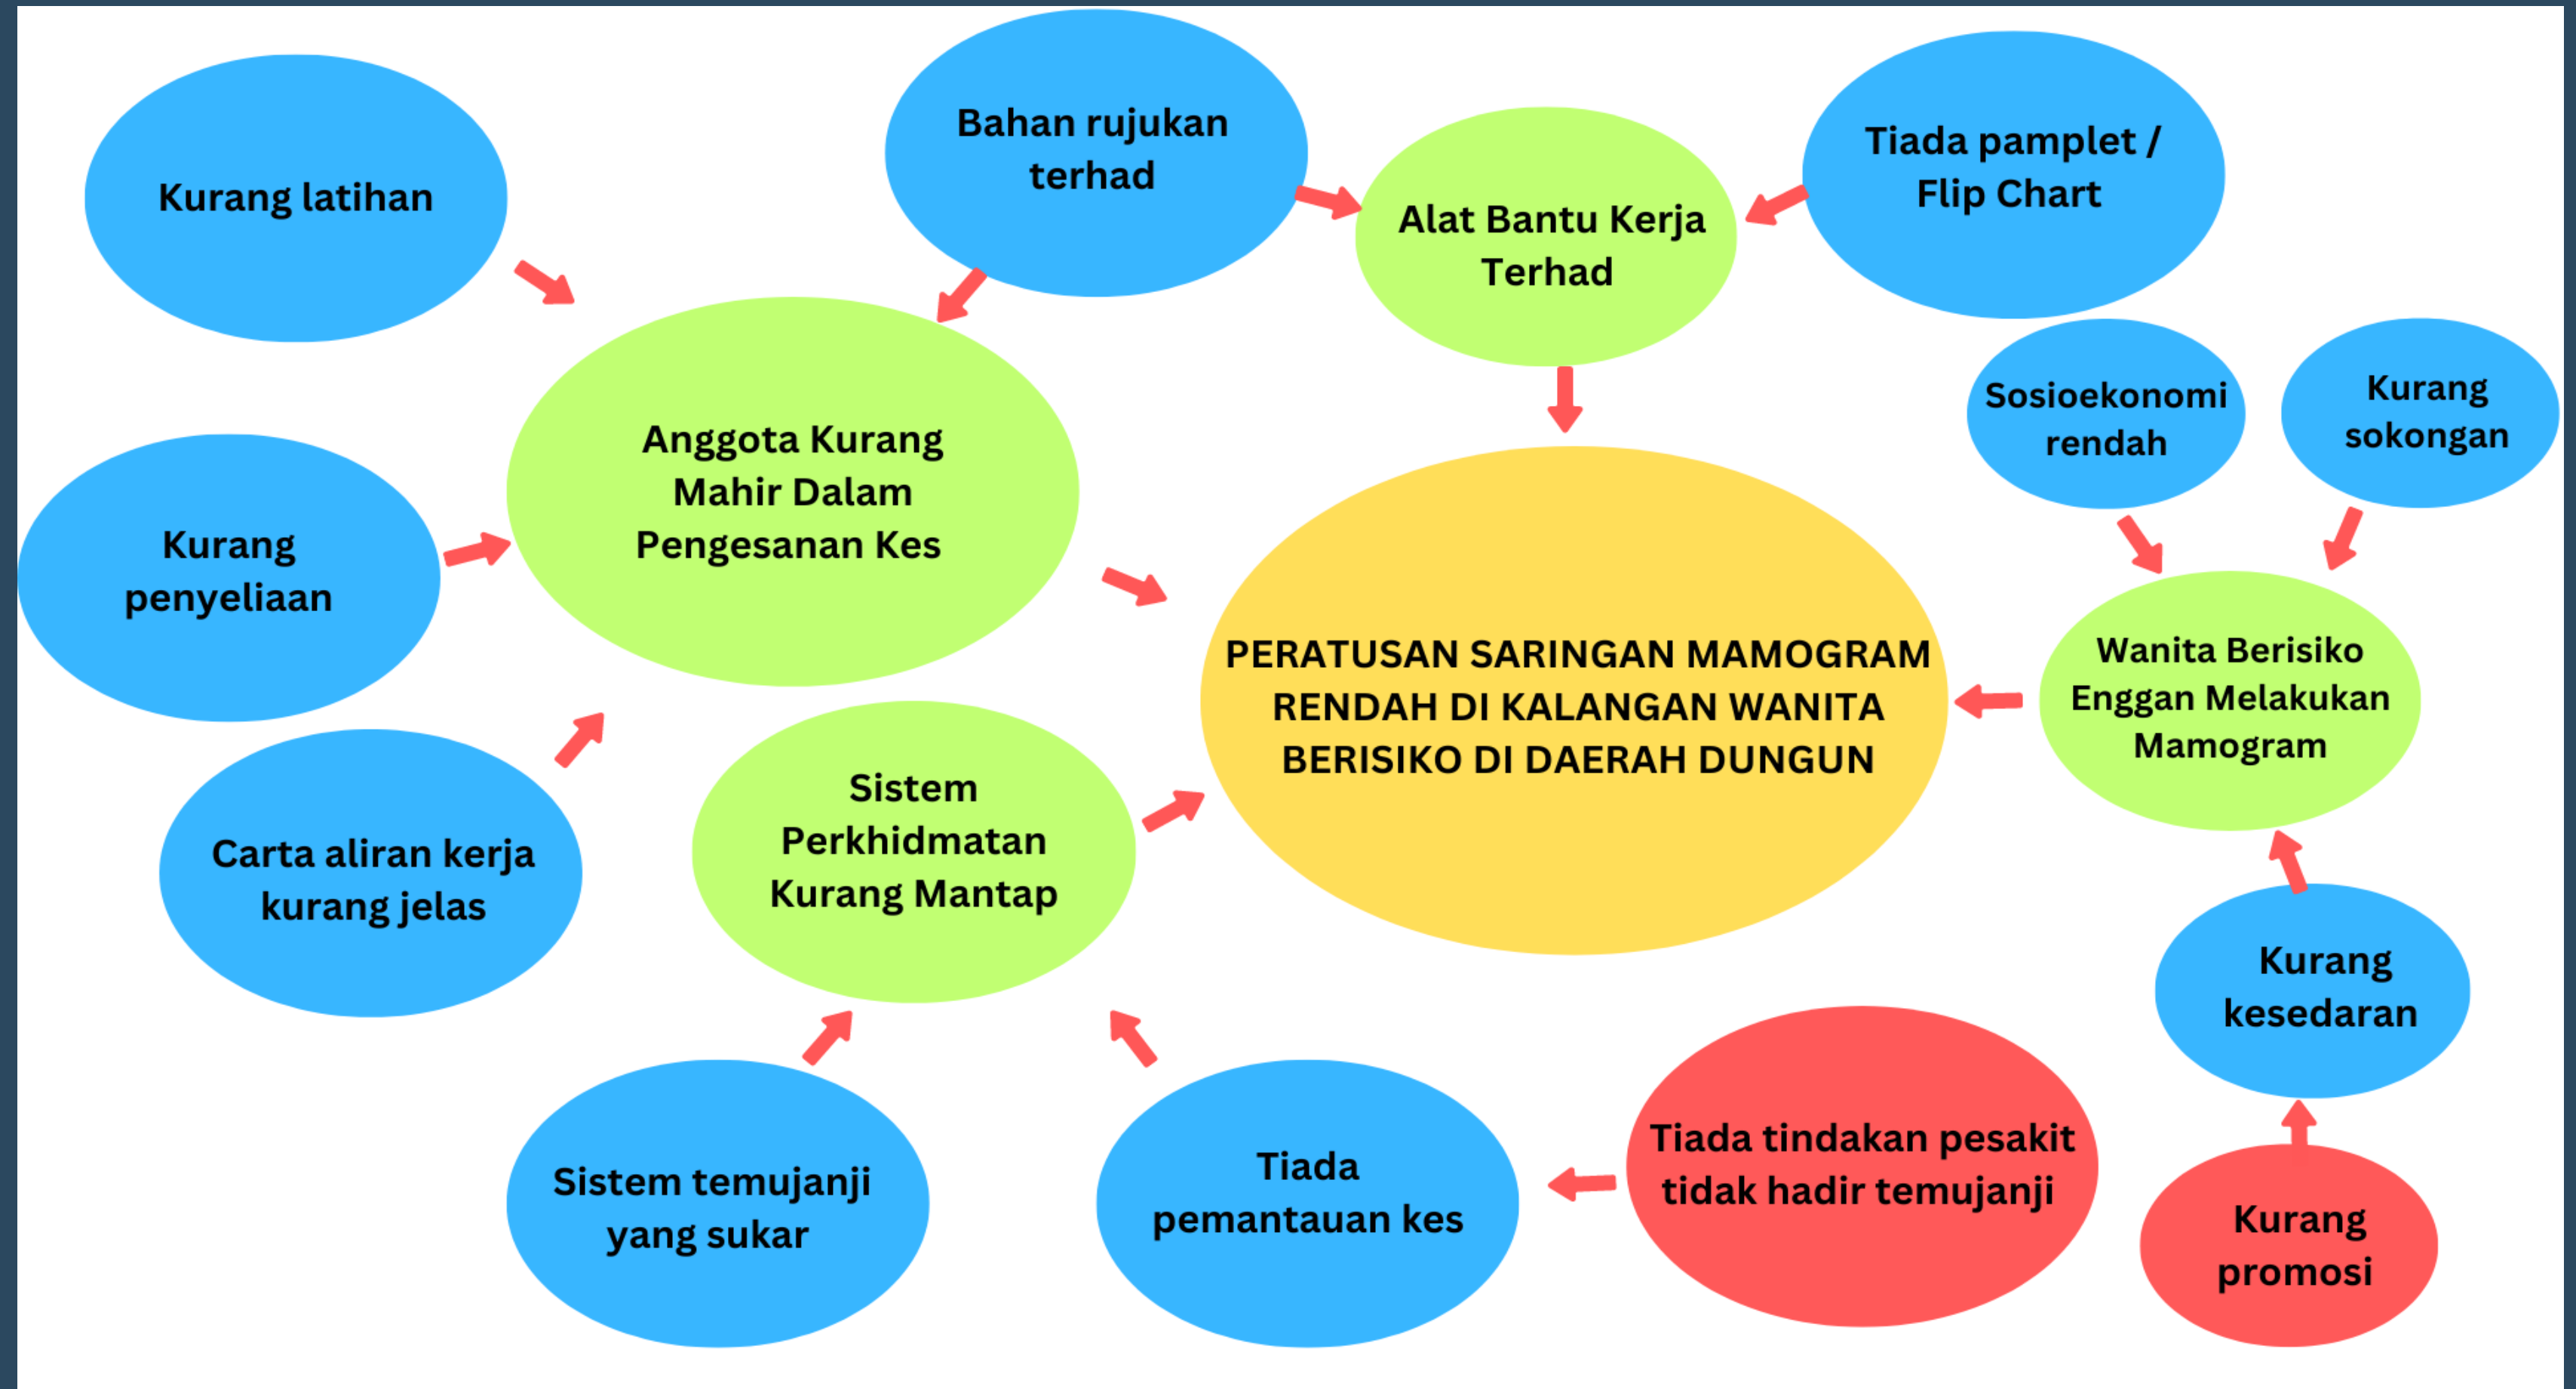 Kurang latihan
Bahan rujukan
terhad
Alat Bantu Kerja
Terhad
Tiada pamplet /
Flip Chart
Sosioekonomi
rendah
Kurang
sokongan
Anggota Kurang
Mahir Dalam
Pengesanan Kes
Kurang
penyeliaan
PERATUSAN SARINGAN MAMOGRAM
RENDAH DI KALANGAN WANITA
BERISIKO DI DAERAH DUNGUN
Wanita Berisiko
Enggan Melakukan
Mamogram
Carta aliran kerja
kurang jelas
Sistem
Perkhidmatan
Kurang Mantap
Kurang
kesedaran
Sistem temujanji
yang sukar
Tiada
pemantauan kes
Tiada tindakan pesakit
tidak hadir temujanji
Kurang
promosi